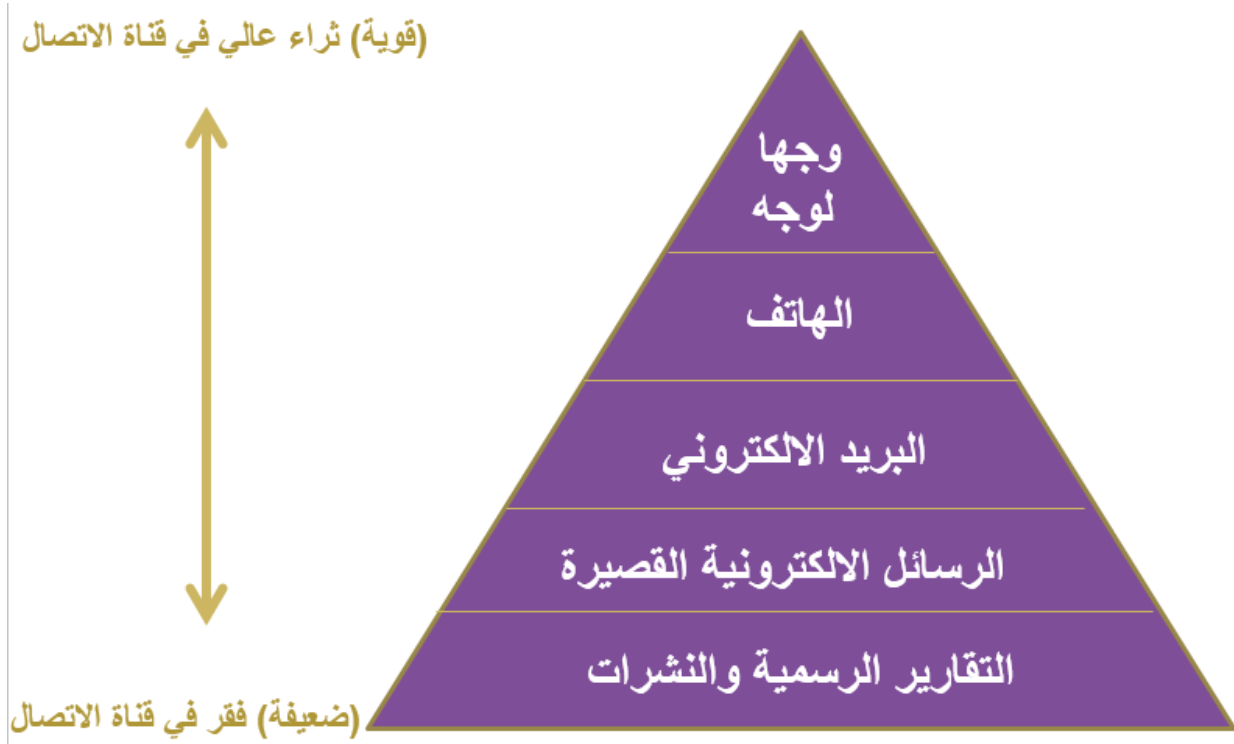 (قوية) ثراء عالي في قناة الاتصال
وجها
لوجه
الهاتف
البريد الالكتروني
الرسائل الالكترونية القصيرة
التقارير الرسمية والنشرات
(ضعيفة) فقر في قناة الاتصال